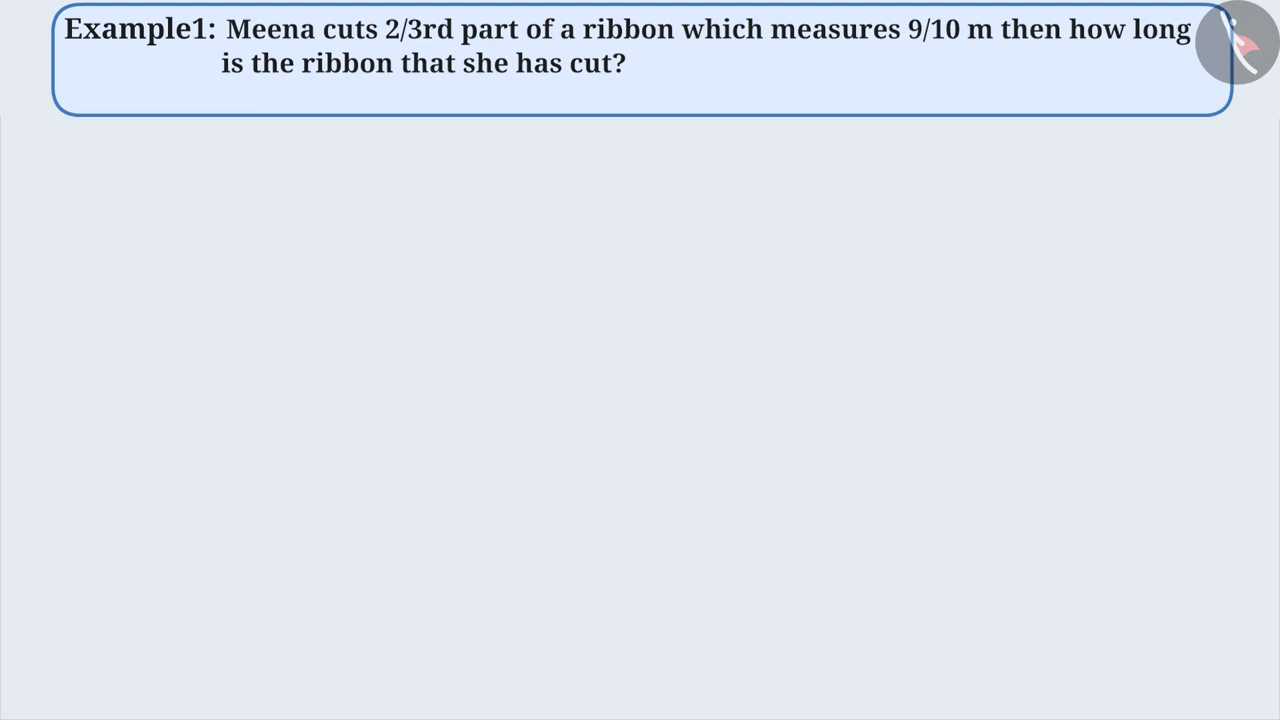 Example1: Meena cuts 2/3rd part of a ribbon which measures 9/10 m then how long
is the ribbon that she has cut?